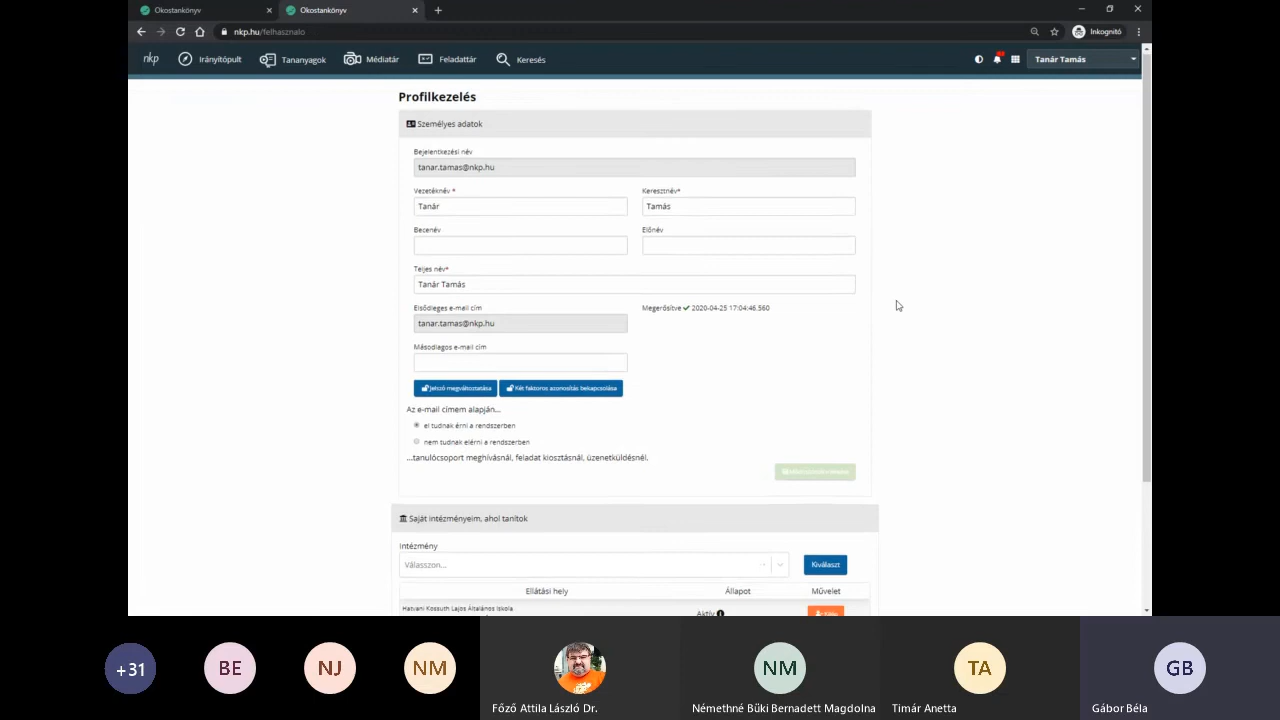 Okostankönyv
Okostankönyv
nkp.hu/felhasznalo
Inkognitó
nkp
Irányítópult
Tananyagok
Médiatár
Feladattár
Keresés
Tanár Tamás
Profilkezelés
Személyes adatok
Bejelentkezési név
tanar.tamas@nkp.hu
Vezetéknév *
Keresztnév*
Tanár
Tamás
Becenév
Előnév
Teljes név*
Tanár Tamás
Elsődleges e-mail cím
Megerősítve 2020-04-25 17:04:46.560
tanar.tamas@nkp.hu
Másodlagos e-mail cím
Jelszó megváltoztatása
Két faktoros azonosítás bekapcsolása
Az e-mail címem alapján...
el tudnak érni a rendszerben
nem tudnak elérni a rendszerben
...tanulócsoport meghívásnál, feladat kiosztásnál, üzenetküldésnél.
Saját intézményeim, ahol tanítok
Intézmény
Válasszon...
Kiválaszt
Ellátási hely
Állapot
Művelet
Hatvani Kossuth Lajos Általános Iskola
Aktív
+31
BE
NJ
NM
NM
TA
GB
Főző Attila László Dr.
Némethné Büki Bernadett Magdolna
Timár Anetta
Gábor Béla